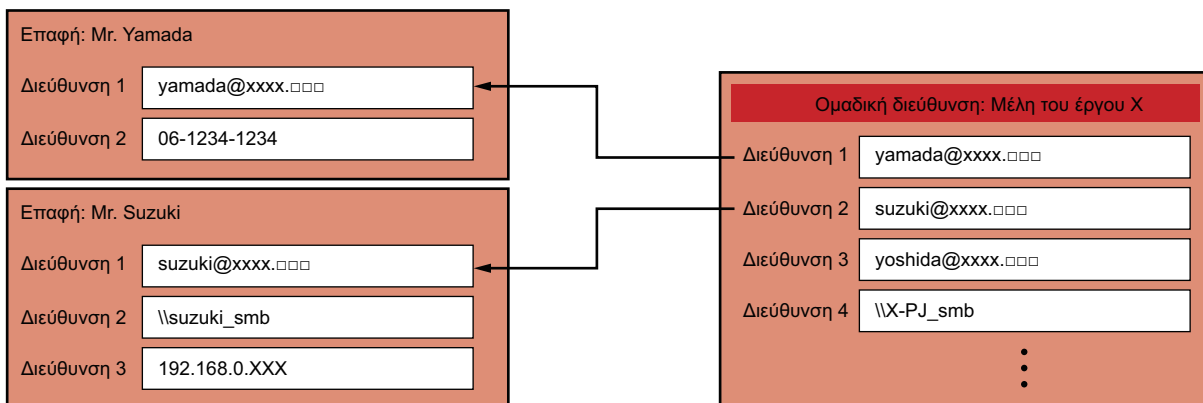 Επαφή: Mr. Yamada
Διεύθυνση 1 yamada@xxxx.□□□
Διεύθυνση 2 06-1234-1234
Επαφή: Mr. Suzuki
Διεύθυνση 1 suzuki@xxxx.□□□
Διεύθυνση 2 \\suzuki_smb
Διεύθυνση 3 192.168.0.XXX
Ομαδική διεύθυνση: Μέλη του έργου X
Διεύθυνση 1 yamada@xxxx.□□□
Διεύθυνση 2 suzuki@xxxx.□□□
Διεύθυνση 3 yoshida@xxxx.□□□
Διεύθυνση 4 \\X-PJ_smb